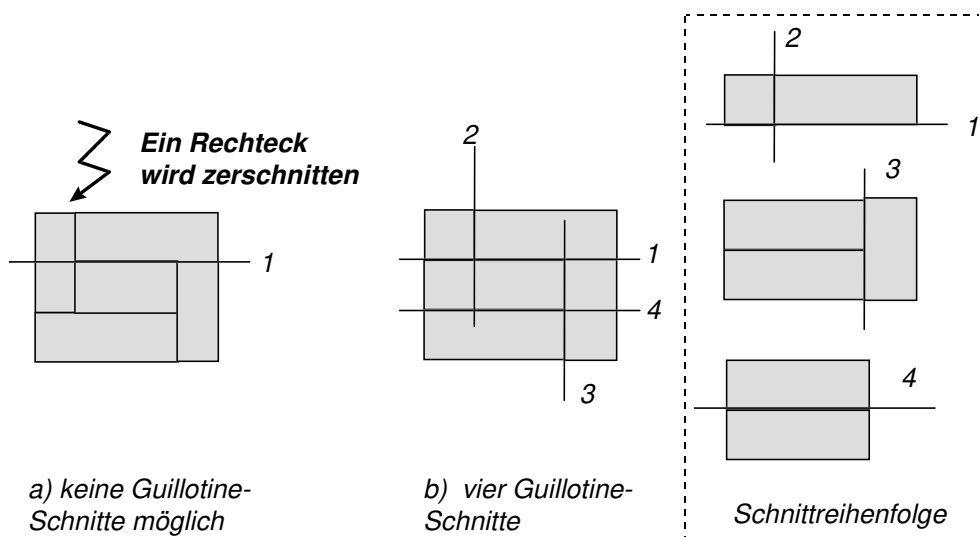 Ein Rechteck
wird zerschnitten
1
a) keine Guillotine-
Schnitte möglich
2
1
4
3
b) vier Guillotine-
Schnitte
2
1
3
4
Schnittreihenfolge